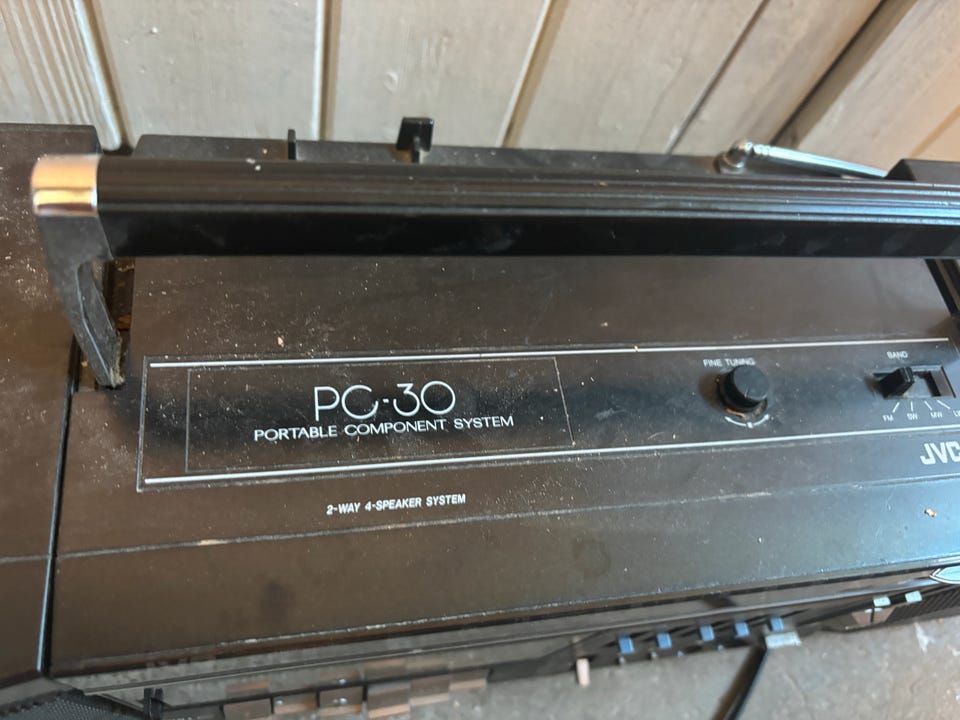 PC-30
PORTABLE COMPONENT SYSTEM
FINE TUNING
BAND
FM SW MW
JVC
2-WAY 4-SPEAKER SYSTEM